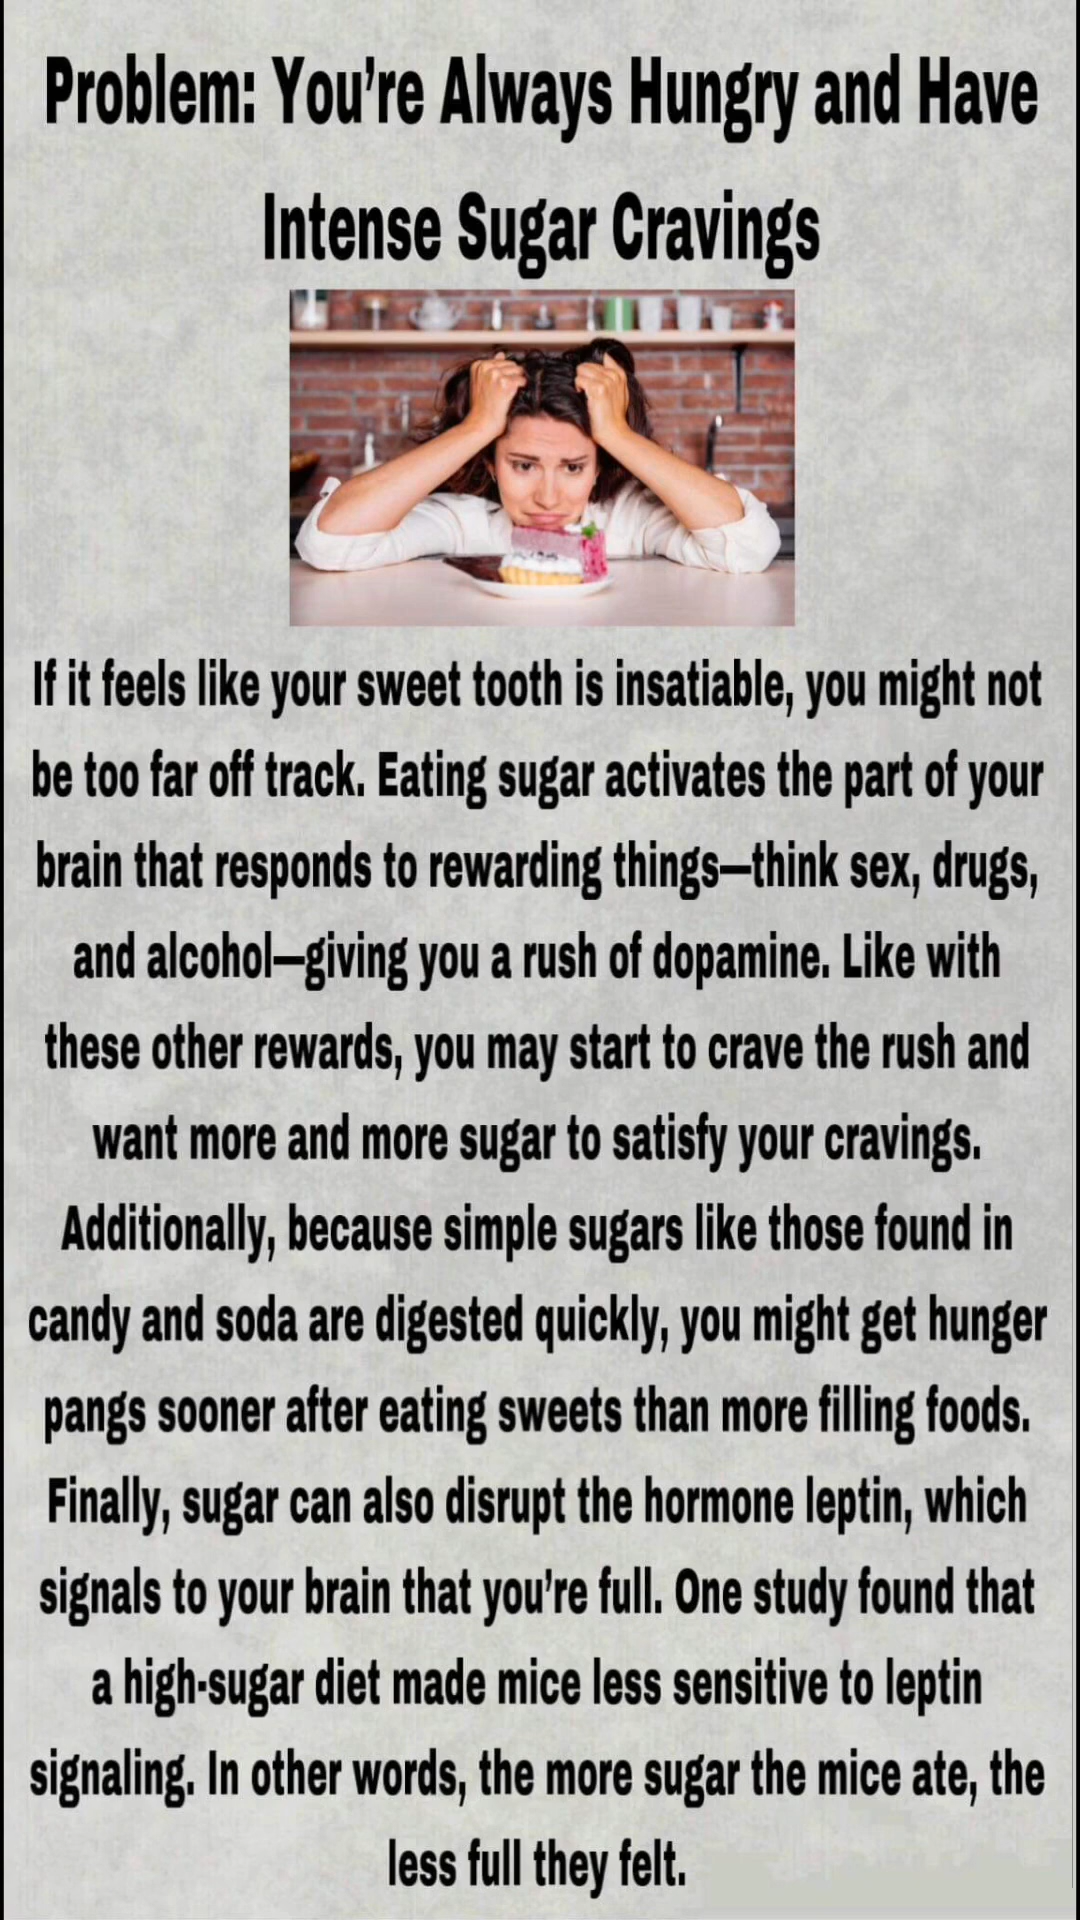 Problem: You’re Always Hungry and Have
Intense Sugar Cravings
If it feels like your sweet tooth is insatiable, you might not
be too far off track. Eating sugar activates the part of your
brain that responds to rewarding things—think sex, drugs,
and alcohol—giving you a rush of dopamine. Like with
these other rewards, you may start to crave the rush and
want more and more sugar to satisfy your cravings.
Additionally, because simple sugars like those found in
candy and soda are digested quickly, you might get hunger
pangs sooner after eating sweets than more filling foods.
Finally, sugar can also disrupt the hormone leptin, which
signals to your brain that you’re full. One study found that
a high-sugar diet made mice less sensitive to leptin
signaling. In other words, the more sugar the mice ate, the
less full they felt.